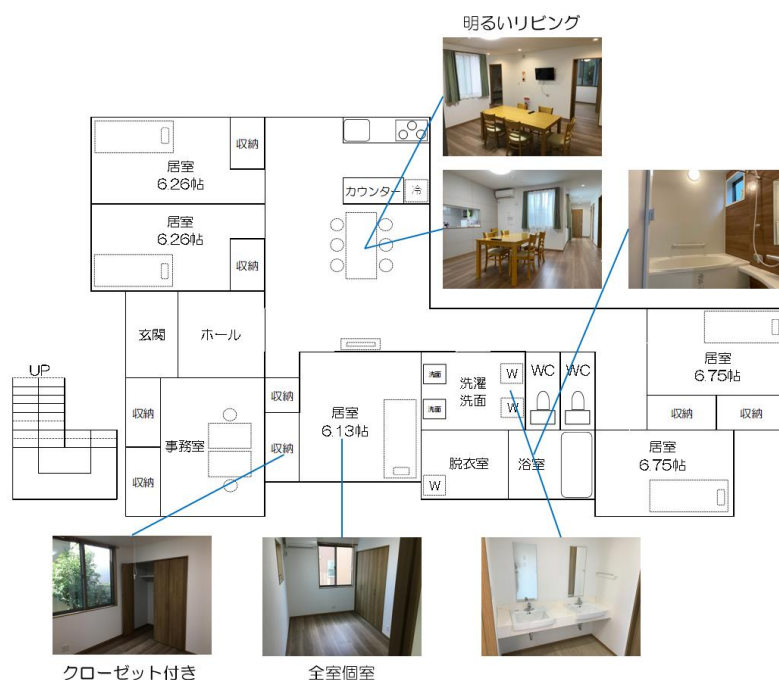 明るいリビング
収納
居室
6.26帖
カウンター
冷
居室
6.26帖
収納
玄関
ホール
UP
居室
6.75帖
洗面
洗濯
洗面
W
WC
WC
収納
収納
居室
6.13帖
洗面
W
収納
収納
事務室
収納
収納
脱衣室
浴室
W
居室
6.75帖
クローゼット付き
全室個室